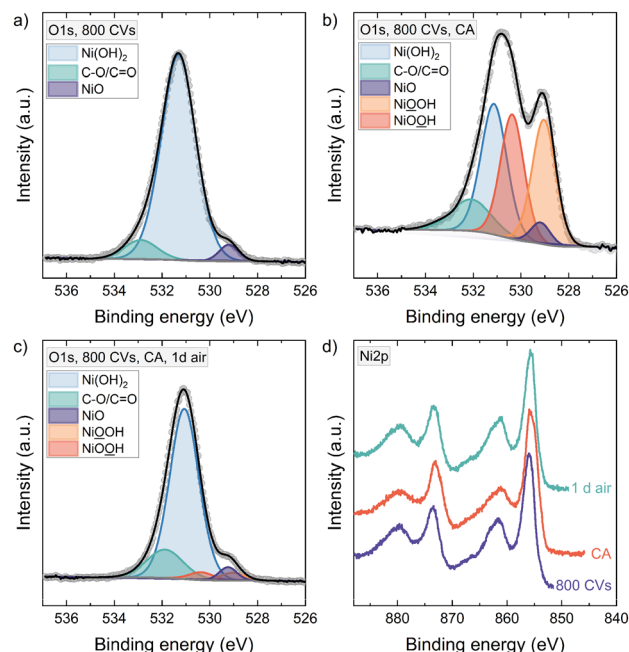 a)
O1s, 800 CVs
Ni(OH)₂
C-O/C=O
NiO
Intensity (a.u.)
536 534 532 530 528 526
Binding energy (eV)
b)
O1s, 800 CVs, CA
Ni(OH)₂
C-O/C=O
NiO
NiOOH
NiOOH
Intensity (a.u.)
536 534 532 530 528 526
Binding energy (eV)
c)
O1s, 800 CVs, CA, 1d air
Ni(OH)₂
C-O/C=O
NiO
NiOOH
NiOOH
Intensity (a.u.)
536 534 532 530 528 526
Binding energy (eV)
d)
Ni2p
1 d air
CA
800 CVs
Intensity (a.u.)
880 870 860 850 840
Binding energy (eV)